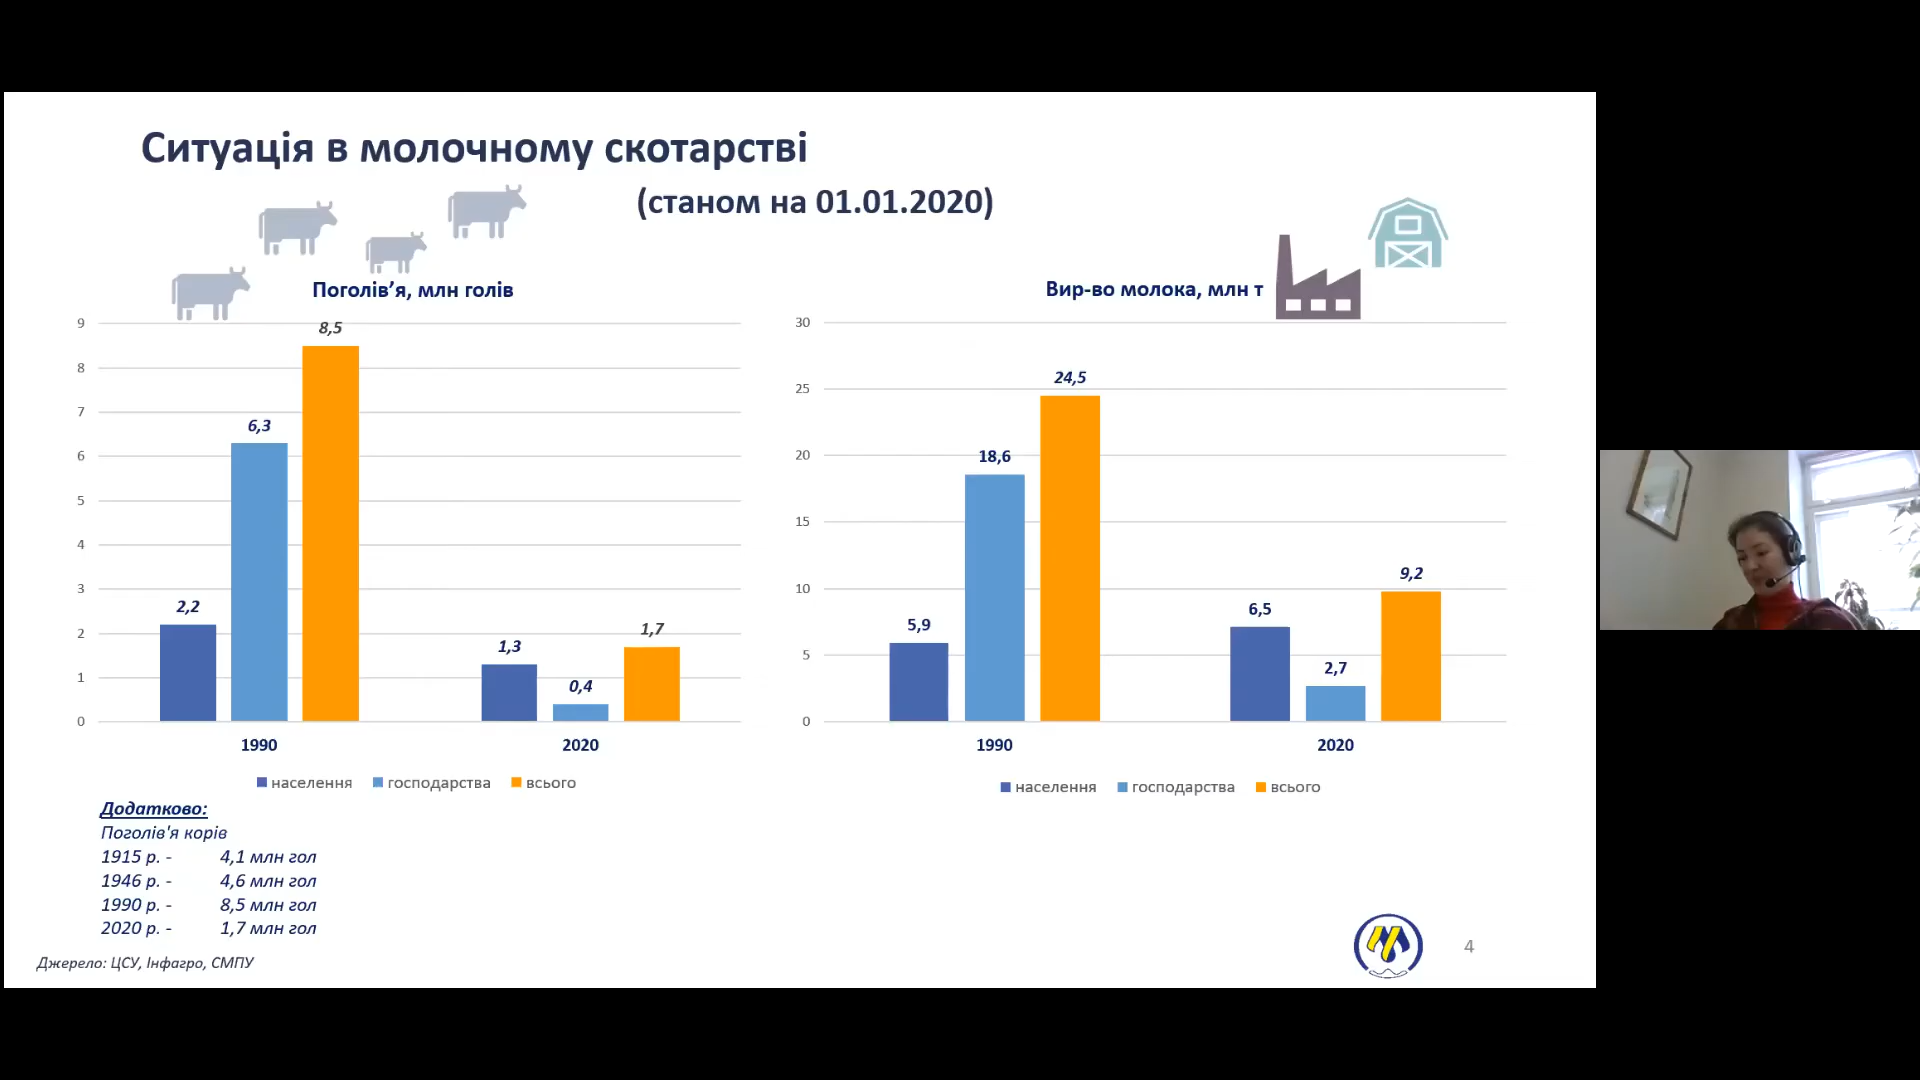 Ситуація в молочному скотарстві
(станом на 01.01.2020)
Поголів’я, млн голів
9
8
7
6
5
4
3
2
1
0
2,2
6,3
8,5
1,3
0,4
1,7
1990
2020
населення господарства всього
Вир-во молока, млн т
30
25
20
15
10
5
0
5,9
18,6
24,5
6,5
2,7
9,2
1990
2020
населення господарства всього
Додатково:
Поголів'я корів
1915 р. - 4,1 млн гол
1946 р. - 4,6 млн гол
1990 р. - 8,5 млн гол
2020 р. - 1,7 млн гол
Джерело: ЦСУ, Інфагро, СМПУ
4